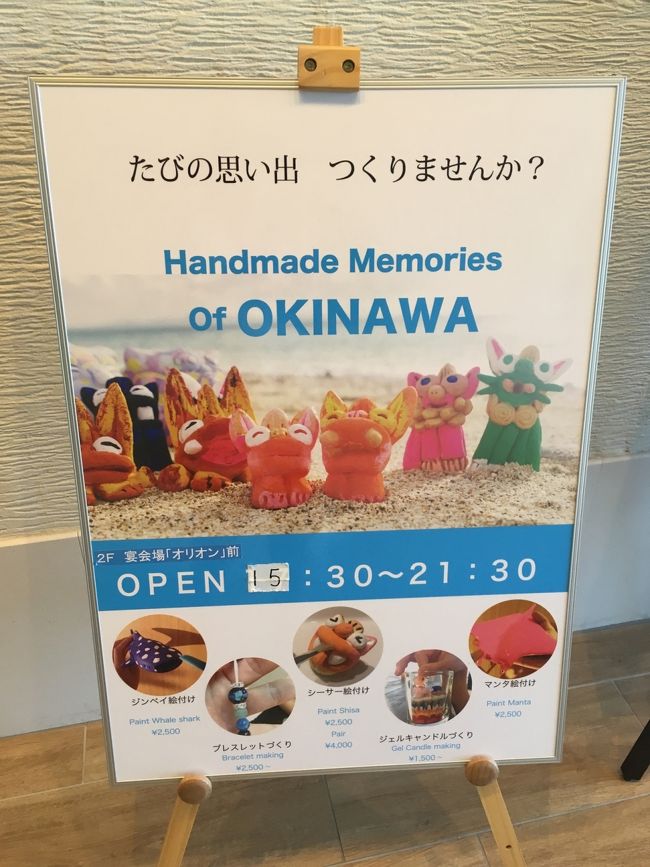 たびの思い出 つくりませんか？
Handmade Memories
Of OKINAWA
2F 宴会場「オリオン」前
OPEN 15：30～21：30
ジンベイ絵付け
Paint Whale shark
¥2,500
ブレスレットづくり
Bracelet making
¥2,500～
シーサー絵付け
Paint Shisa
¥2,500
Pair
¥4,000
ジェルキャンドルづくり
Gel Candle making
¥1,500～
マンタ絵付け
Paint Manta
¥2,500